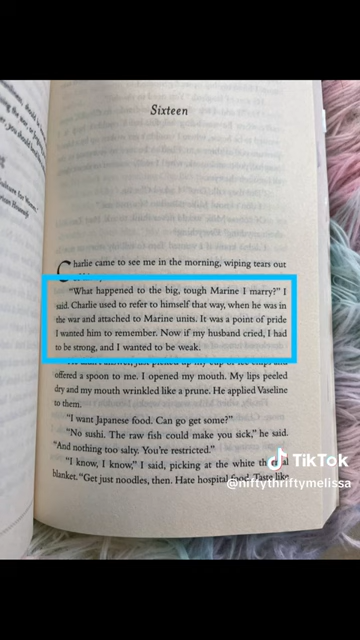 Sixteen
Charlie came to see me in the morning, wiping tears out
"What happened to the big, tough Marine I marry?" I
said. Charlie used to refer to himself that way, when he was in
the war and attached to Marine units. It was a point of pride
I wanted him to remember. Now if my husband cried, I had
to be strong, and I wanted to be weak.
offered a spoon to me. I opened my mouth. My lips peeled
dry and my mouth wrinkled like a prune. He applied Vaseline
to them.
"I want Japanese food. Can go get some?"
"No sushi. The raw fish could make you sick," he said.
"And nothing too salty. You're restricted."
"I know, I know," I said, picking at the white
blanket. "Get just noodles, then. Hate hospital food. Taste like
TikTok
@niftythriftymelissa